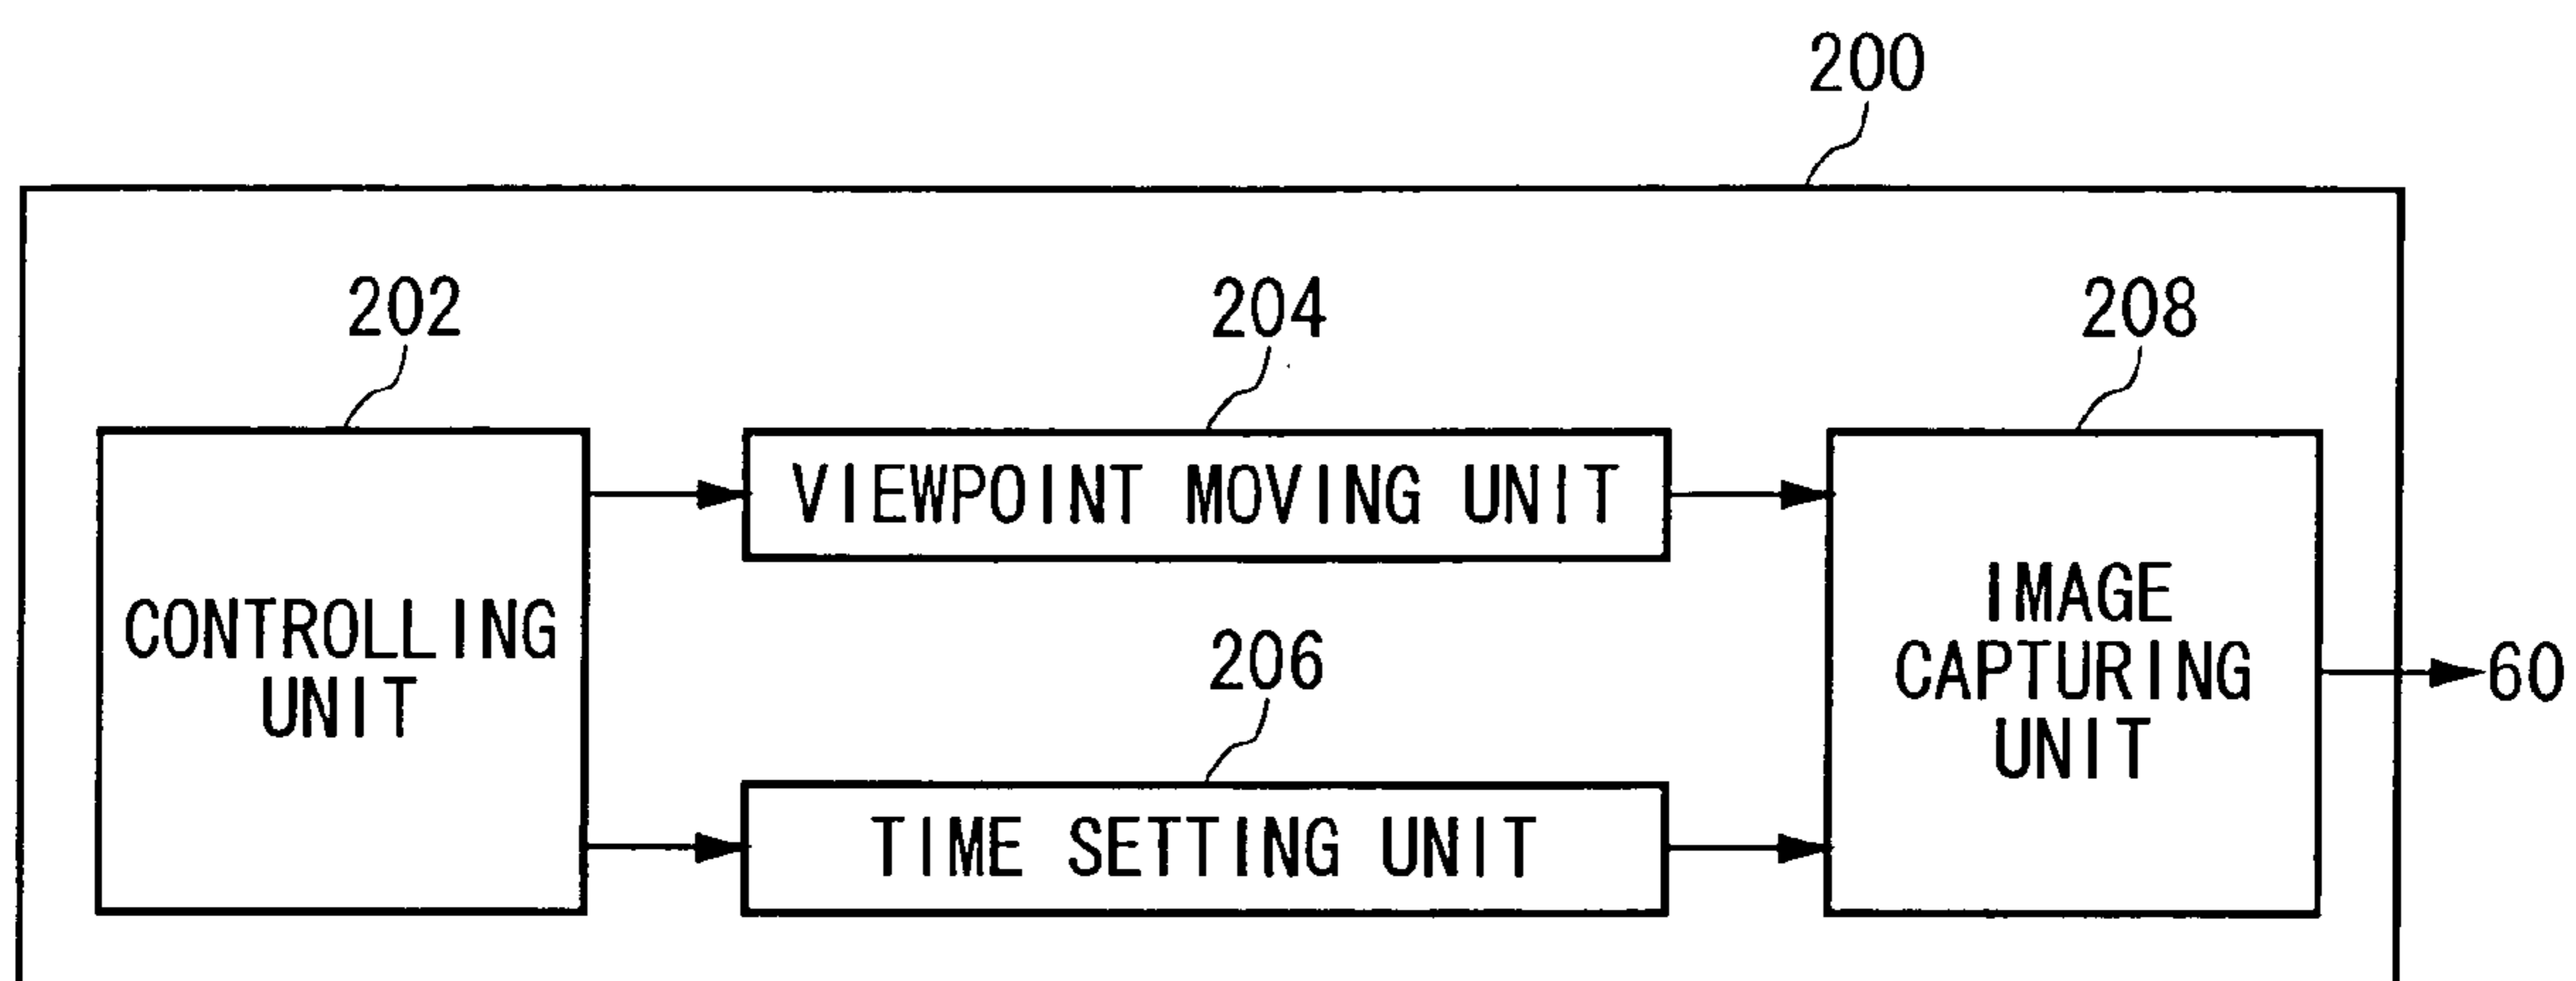 200
202
204
208
VIEWPOINT MOVING UNIT
CONTROLLING
UNIT
IMAGE
CAPTURING
UNIT
206
60
TIME SETTING UNIT